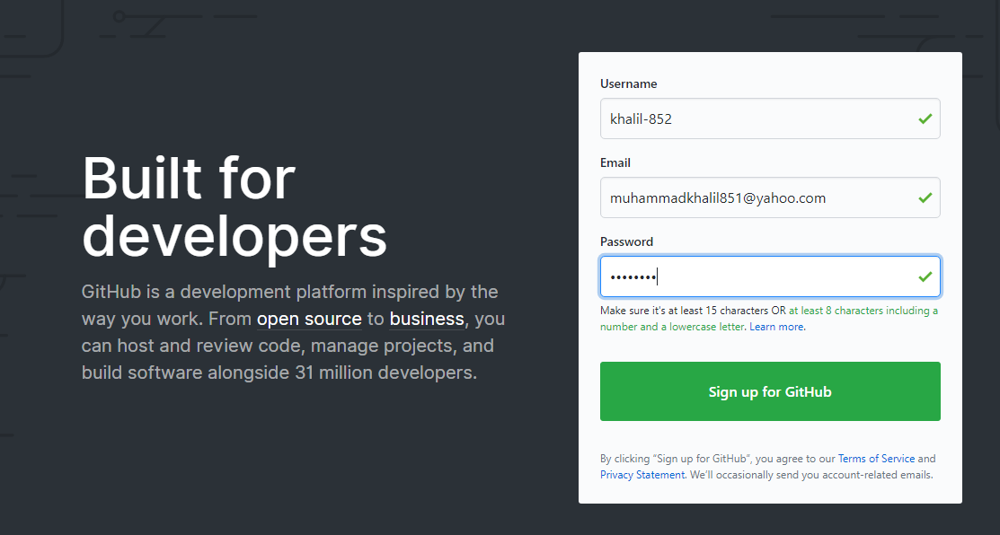 Built for
developers
GitHub is a development platform inspired by the
way you work. From open source to business, you
can host and review code, manage projects, and
build software alongside 31 million developers.
Username
khalil-852
Email
muhammadkhalil851@yahoo.com
Password
••••••••
Make sure it's at least 15 characters OR at least 8 characters including a
number and a lowercase letter. Learn more.
Sign up for GitHub
By clicking “Sign up for GitHub”, you agree to our Terms of Service and
Privacy Statement. We’ll occasionally send you account-related emails.